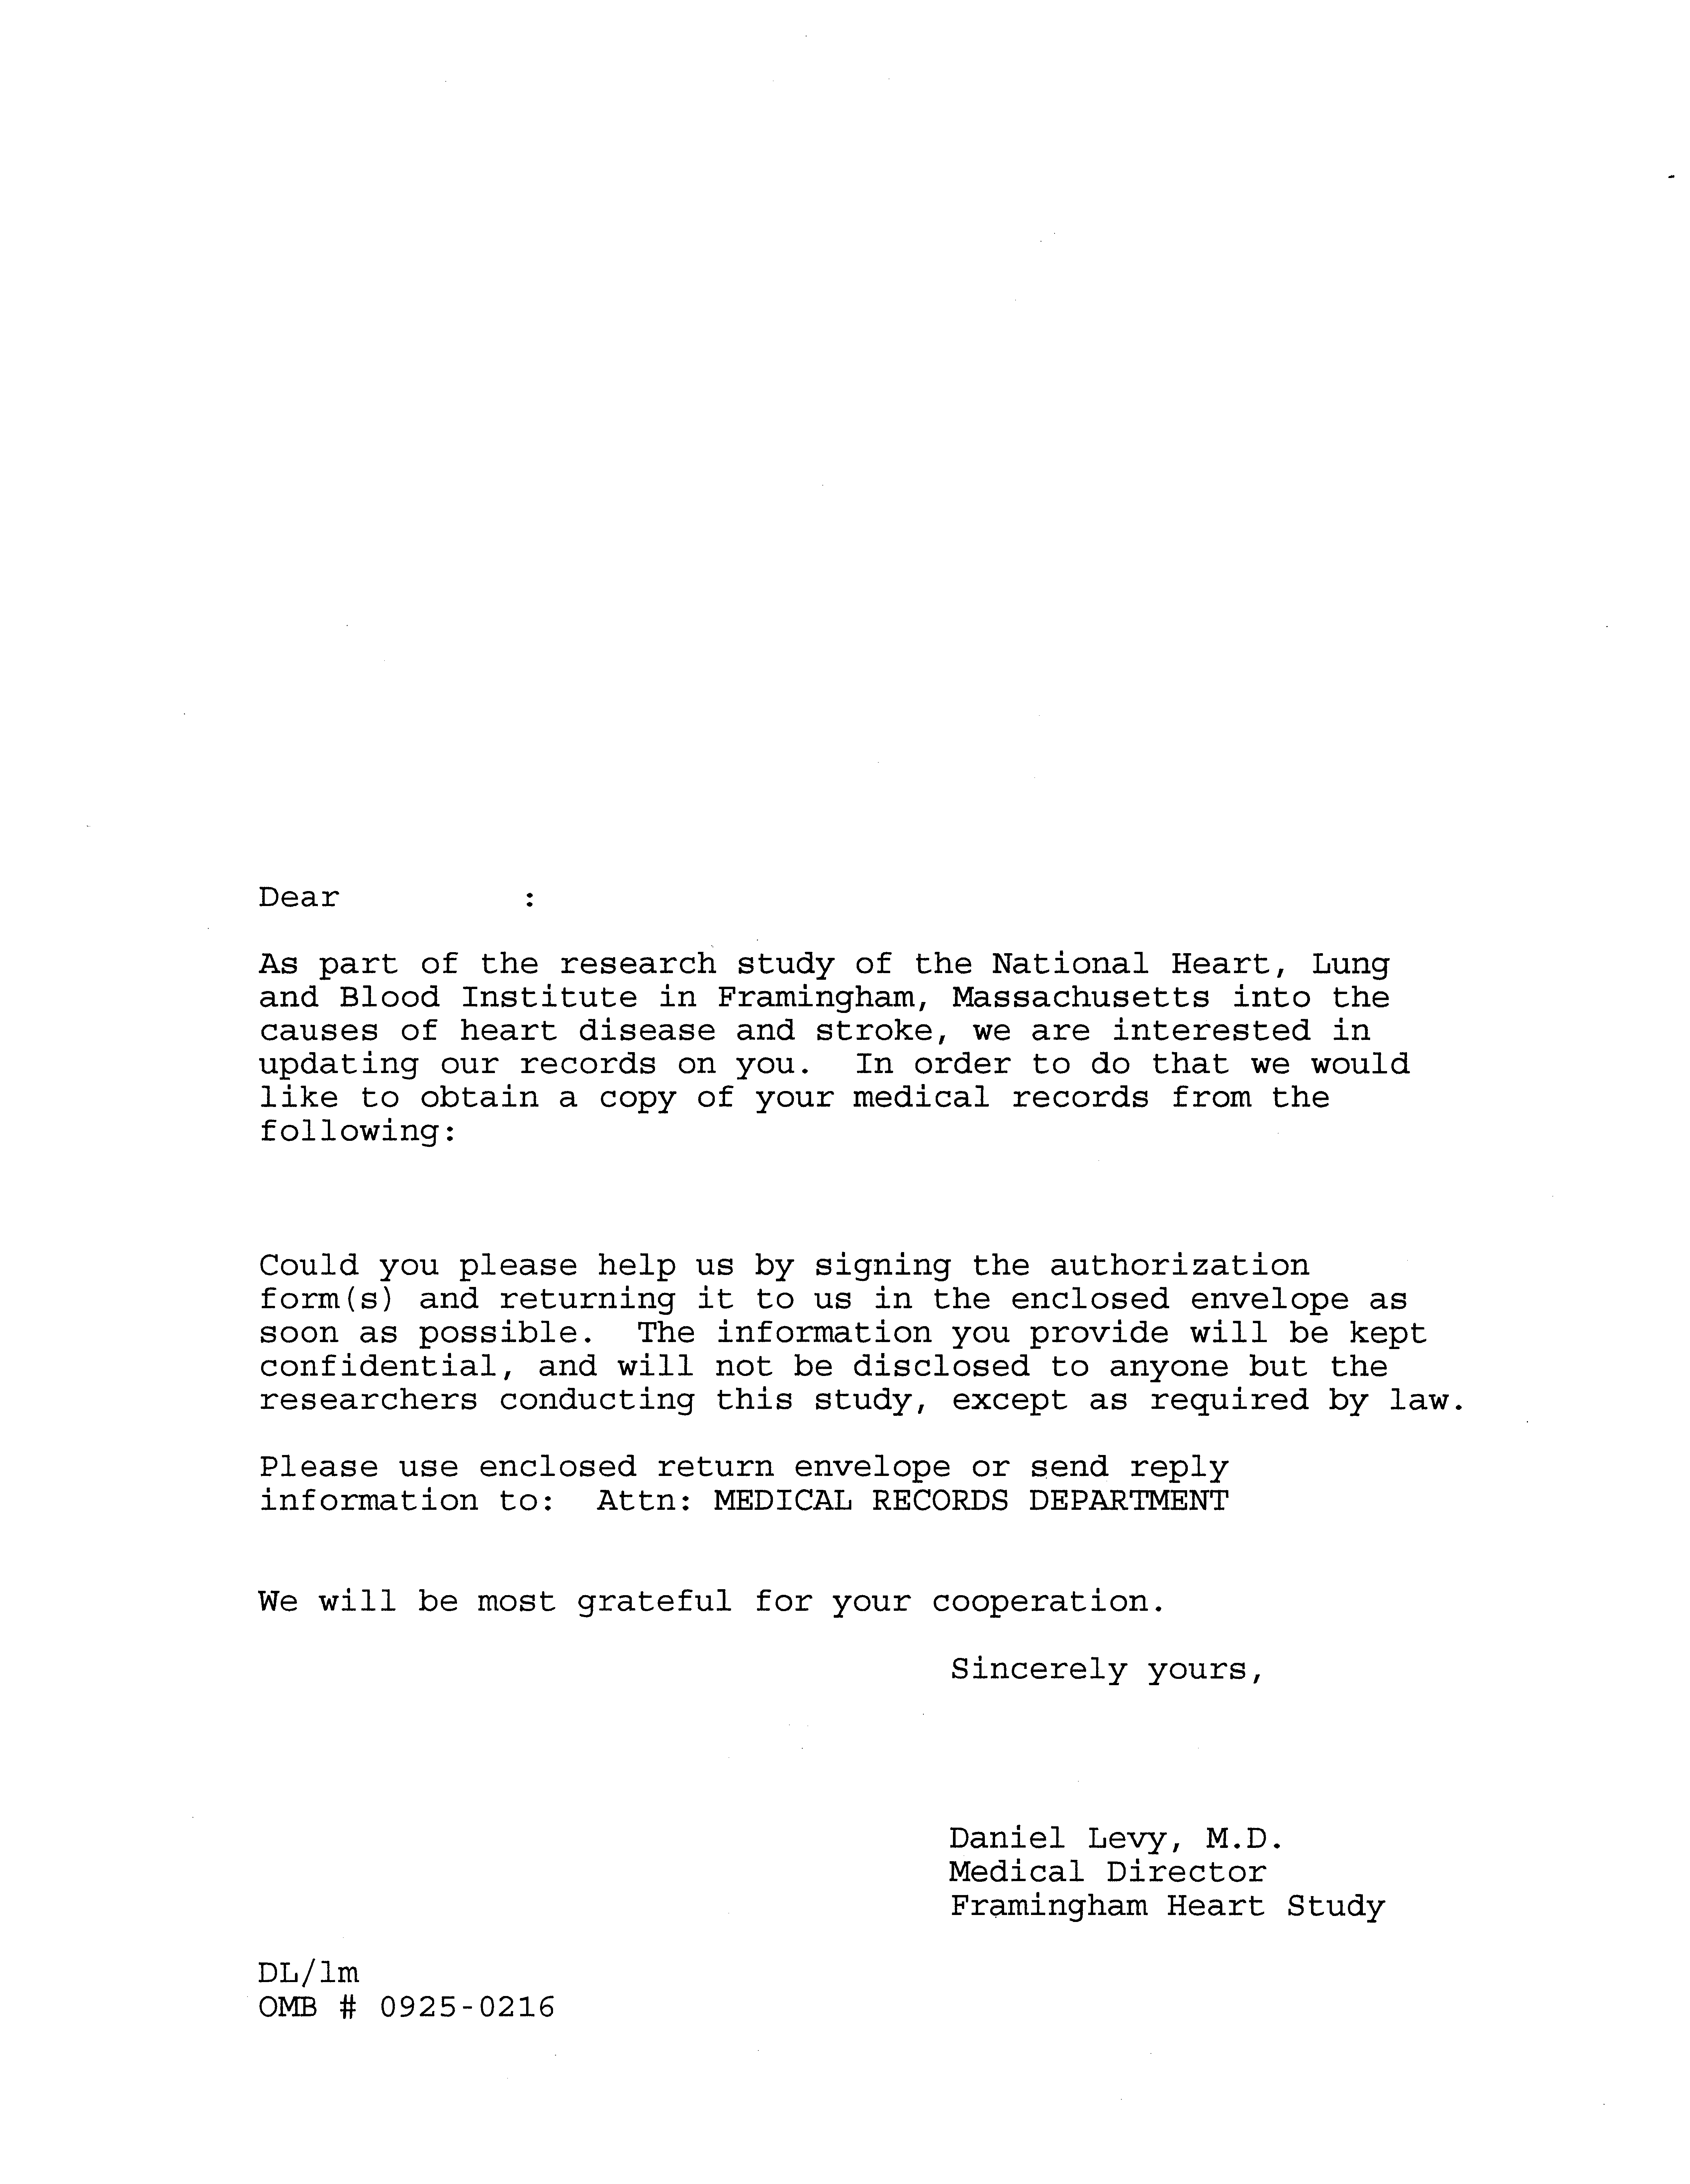 Dear :
As part of the research study of the National Heart, Lung
and Blood Institute in Framingham, Massachusetts into the
causes of heart disease and stroke, we are interested in
updating our records on you.  In order to do that we would
like to obtain a copy of your medical records from the
following:
Could you please help us by signing the authorization
form(s) and returning it to us in the enclosed envelope as
soon as possible.  The information you provide will be kept
confidential, and will not be disclosed to anyone but the
researchers conducting this study, except as required by law.
Please use enclosed return envelope or send reply
information to:  Attn: MEDICAL RECORDS DEPARTMENT
We will be most grateful for your cooperation.
Sincerely yours,
Daniel Levy, M.D.
Medical Director
Framingham Heart Study
DL/lm
OMB # 0925-0216